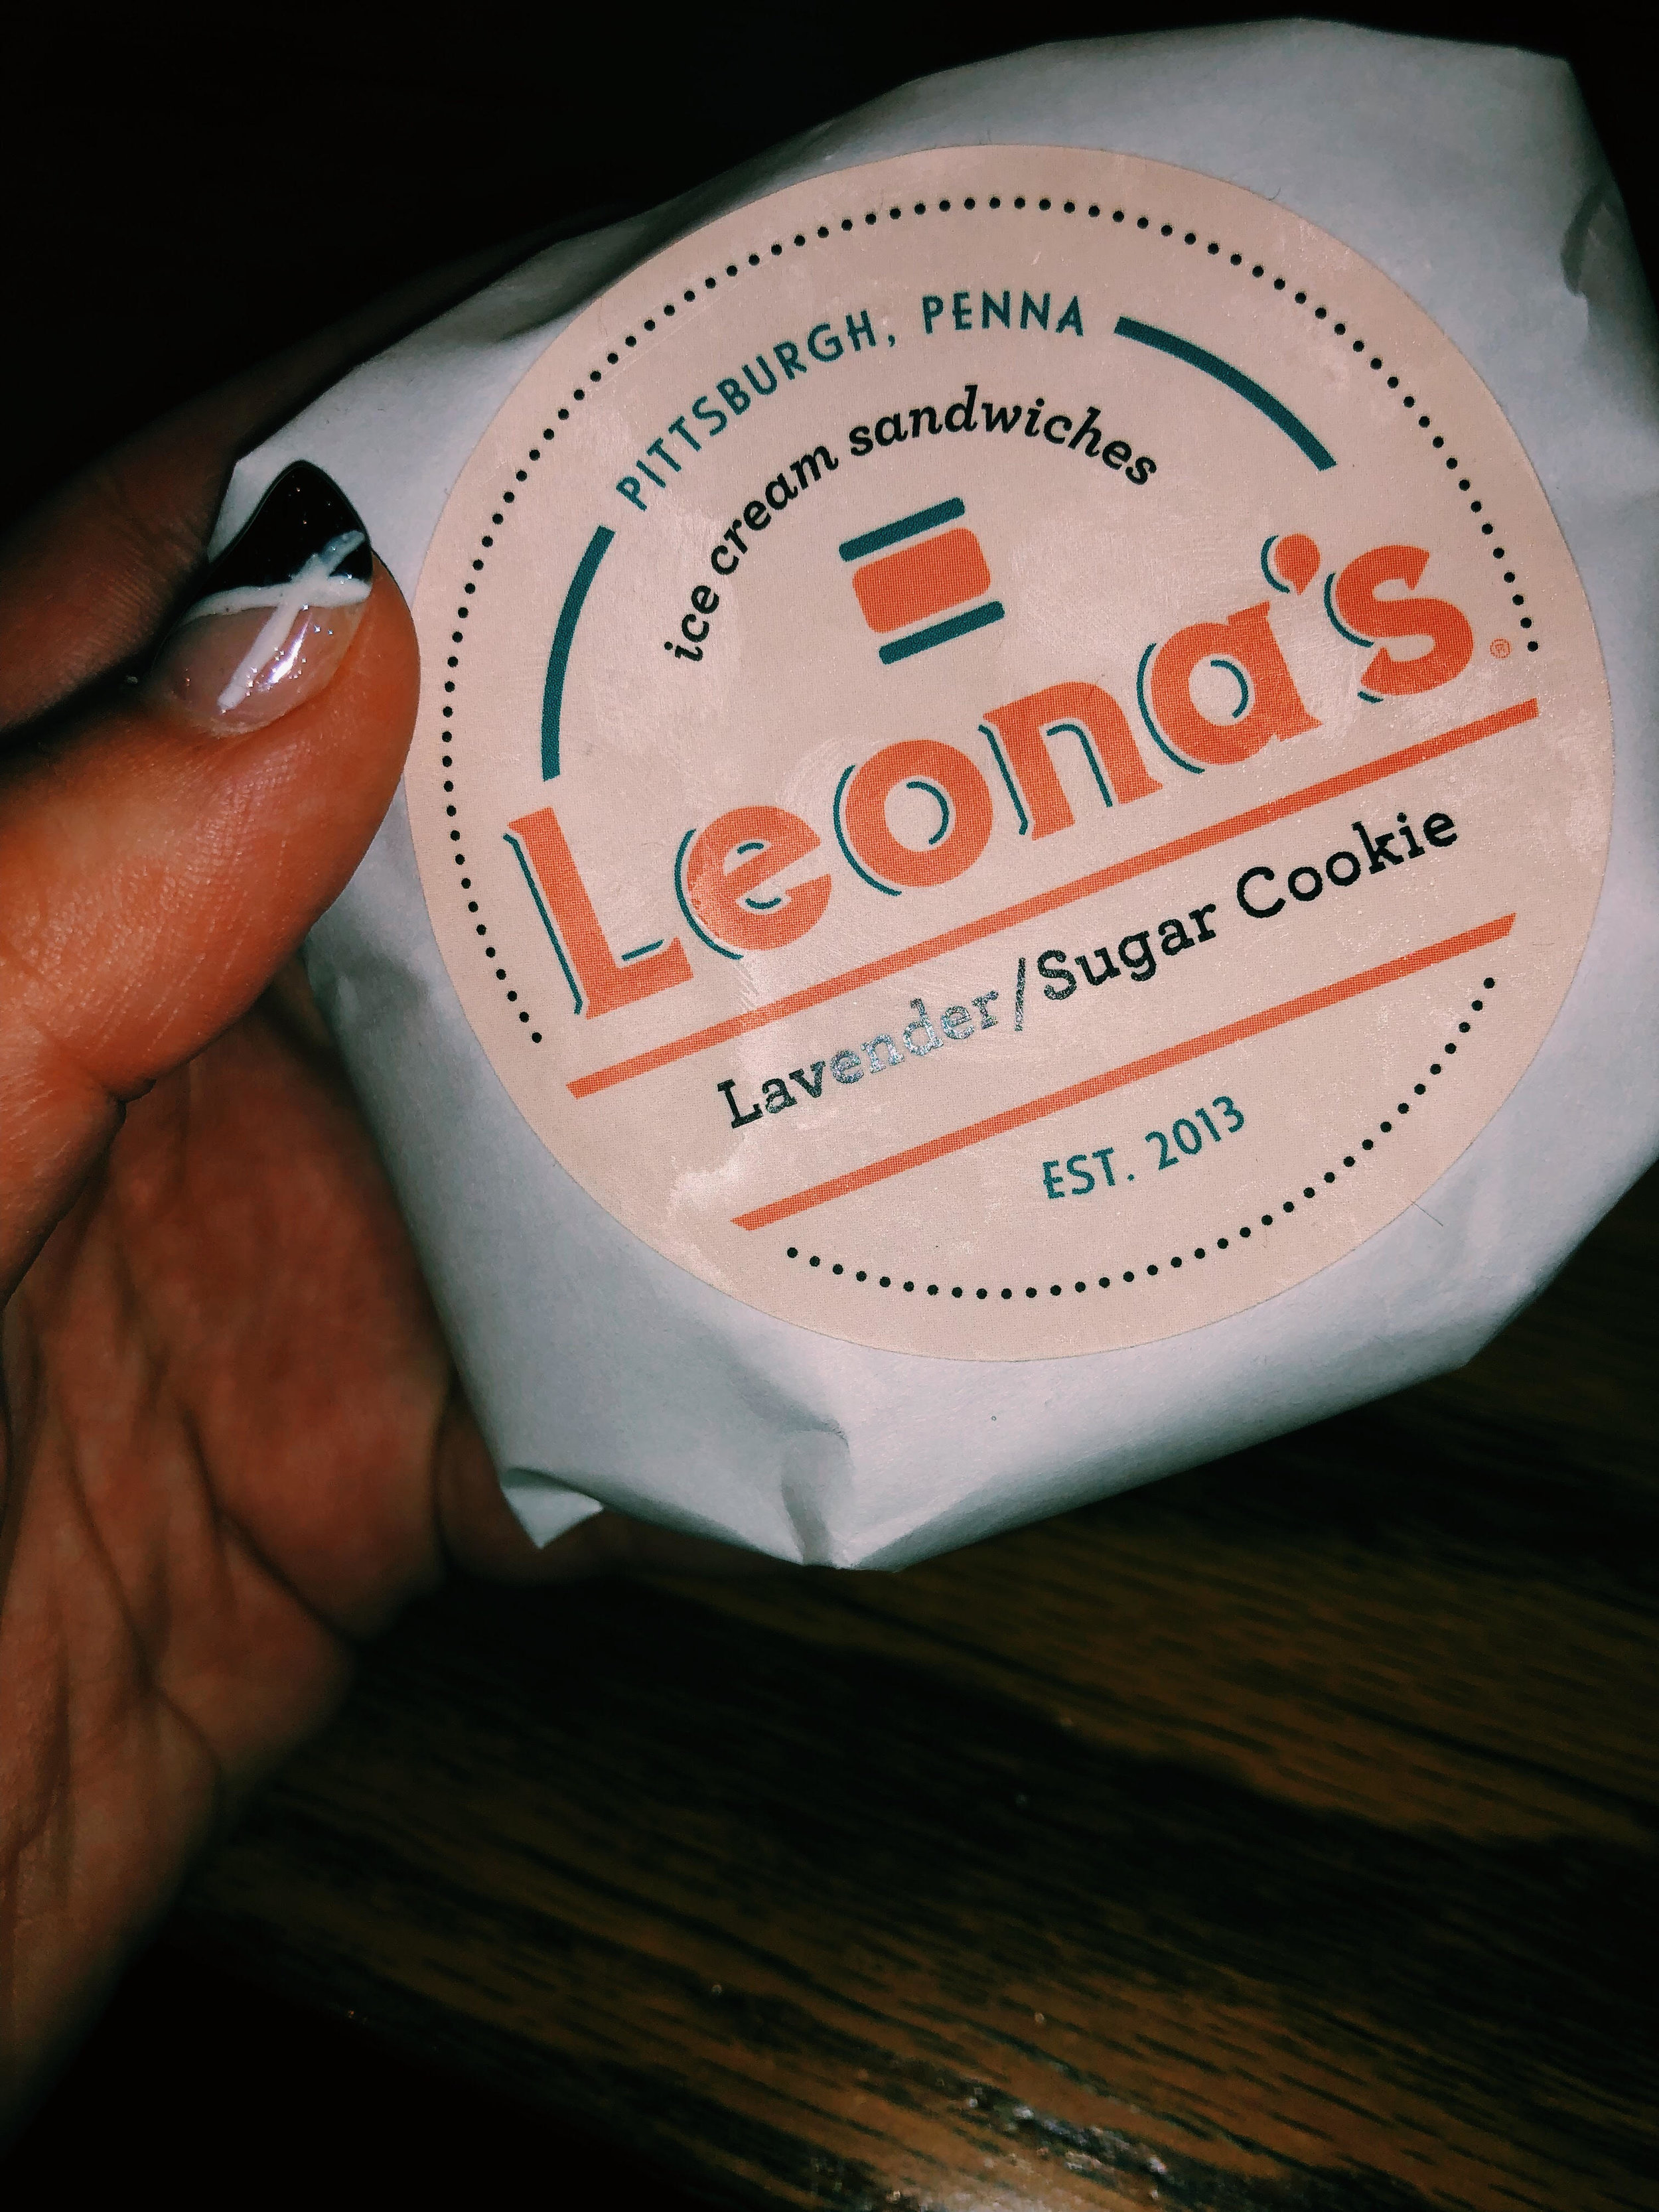 PITTSBURGH, PENNA
ice cream sandwiches
Leona's®
Lavender/Sugar Cookie
EST. 2013